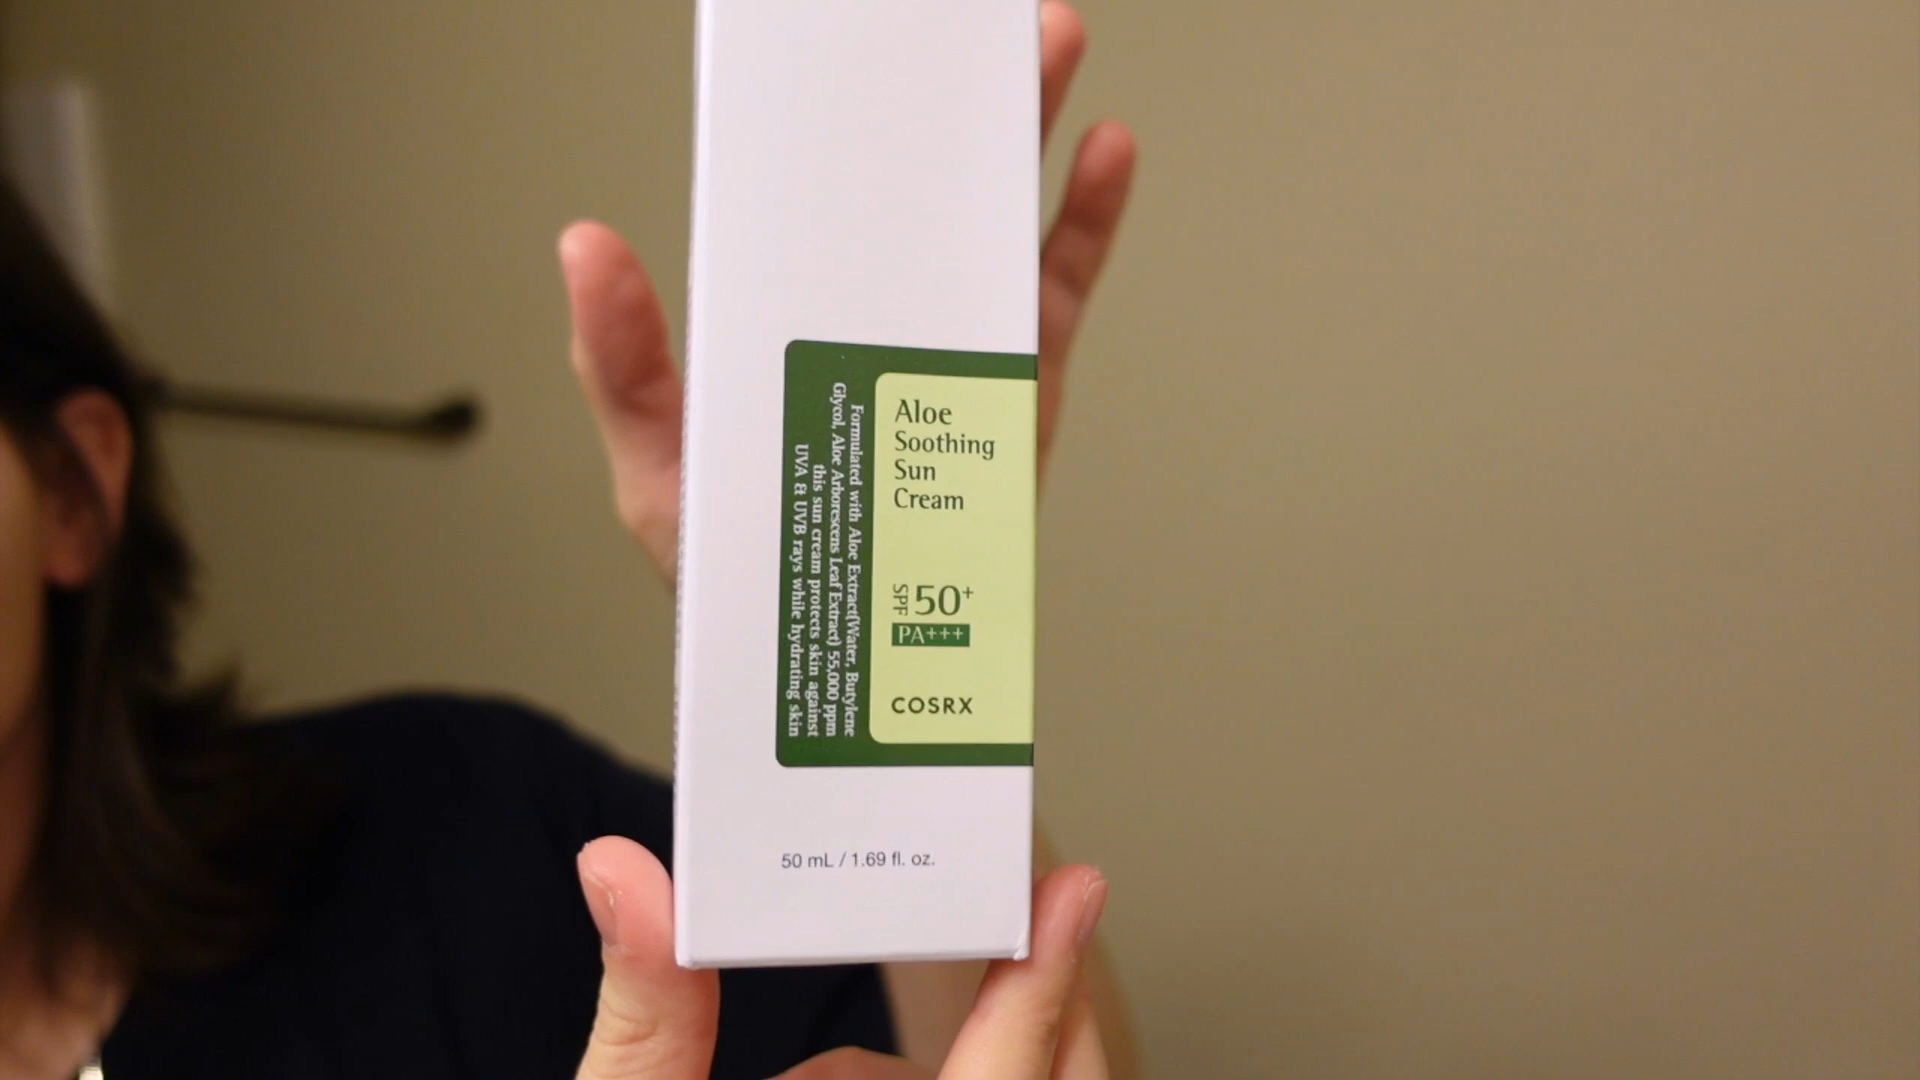 Aloe
Soothing
Sun
Cream
SPF 50+
PA+++
COSRX
Formulated with Aloe Extract(Water, Butylene
Glycol, Aloe Arborescens Leaf Extract) 55,000 ppm
this sun cream protects skin against
UVA & UVB rays while hydrating skin
50 mL / 1.69 fl. oz.